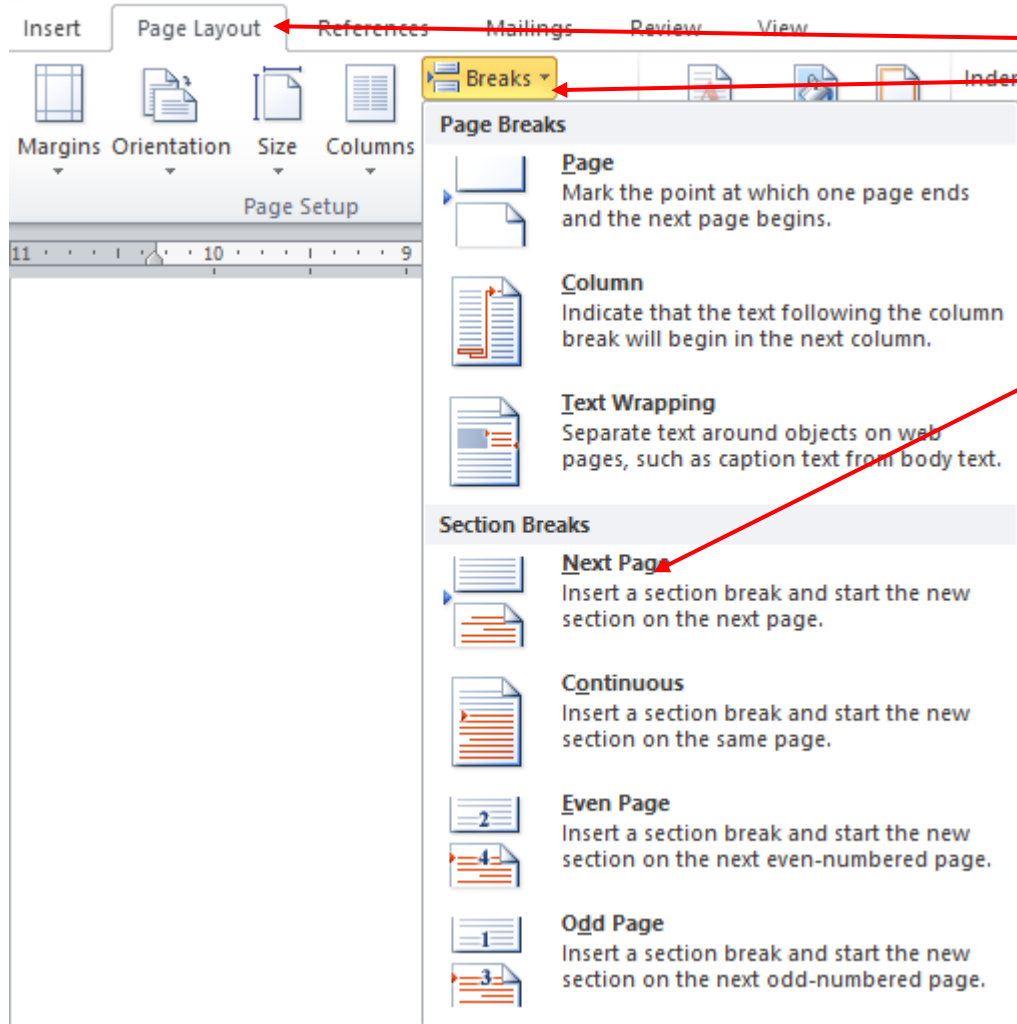 Insert Page Layout References Mailings Review View
Breaks
Margins Orientation Size Columns
Page Setup
11 10 9
Page Breaks
Page
Mark the point at which one page ends
and the next page begins.
Column
Indicate that the text following the column
break will begin in the next column.
Text Wrapping
Separate text around objects on web
pages, such as caption text from body text.
Section Breaks
Next Page
Insert a section break and start the new
section on the next page.
Continuous
Insert a section break and start the new
section on the same page.
2
4
Even Page
Insert a section break and start the new
section on the next even-numbered page.
1
3
Odd Page
Insert a section break and start the new
section on the next odd-numbered page.